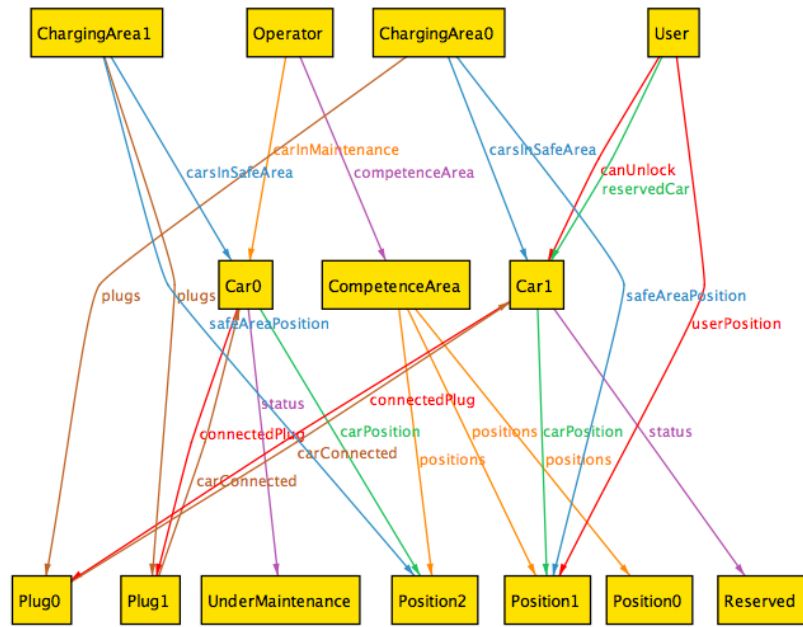 ChargingArea1 Operator ChargingArea0 User
carInMaintenance carsInSafeArea
carsInSafeArea competenceArea canUnlock
reservedCar
Car0 CompetenceArea Car1
plugs plugs safeAreaPosition
safeAreaPosition userPosition
status connectedPlug
connectedPlug carPosition positions carPosition status
carConnected carConnected positions positions
Plug0 Plug1 UnderMaintenance Position2 Position1 Position0 Reserved